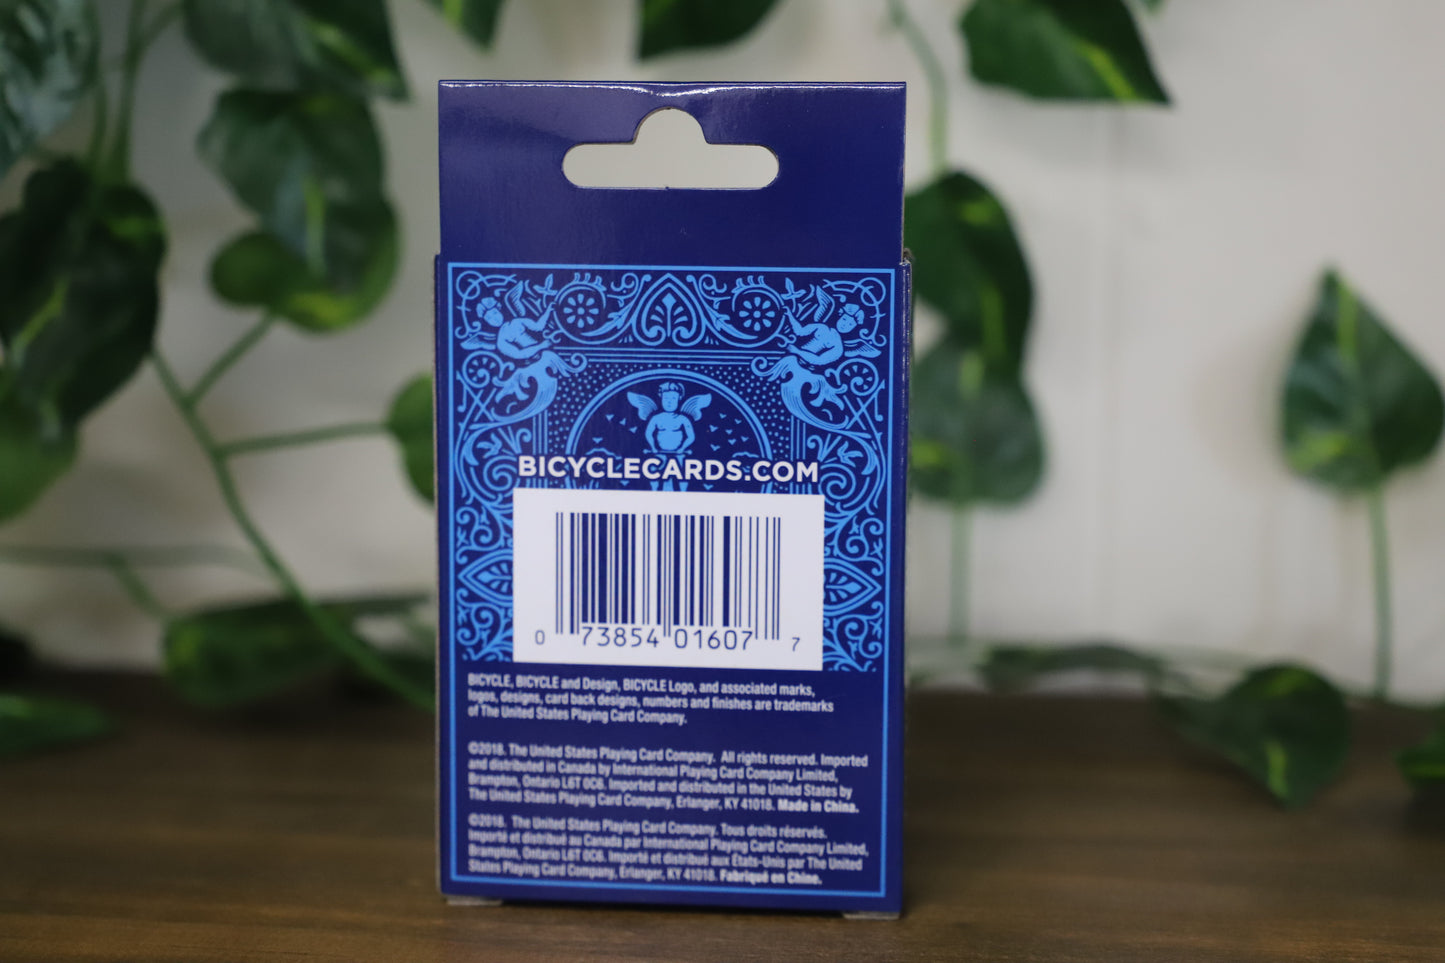 BICYCLECARDS.COM
0 73854 01607 7
BICYCLE, BICYCLE and Design, BICYCLE Logo, and associated marks,
logos, designs, card back designs, numbers and finishes are trademarks
of The United States Playing Card Company.
©2018. The United States Playing Card Company. All rights reserved. Imported
and distributed in Canada by International Playing Card Company Limited,
Brampton, Ontario L6T 0C6. Imported and distributed in the United States by
The United States Playing Card Company, Erlanger, KY 41018. Made in China.
©2018. The United States Playing Card Company. Tous droits réservés.
Importé et distribué au Canada par International Playing Card Company Limited,
Brampton, Ontario L6T 0C6. Importé et distribué aux États-Unis par The United
States Playing Card Company, Erlanger, KY 41018. Fabriqué en Chine.